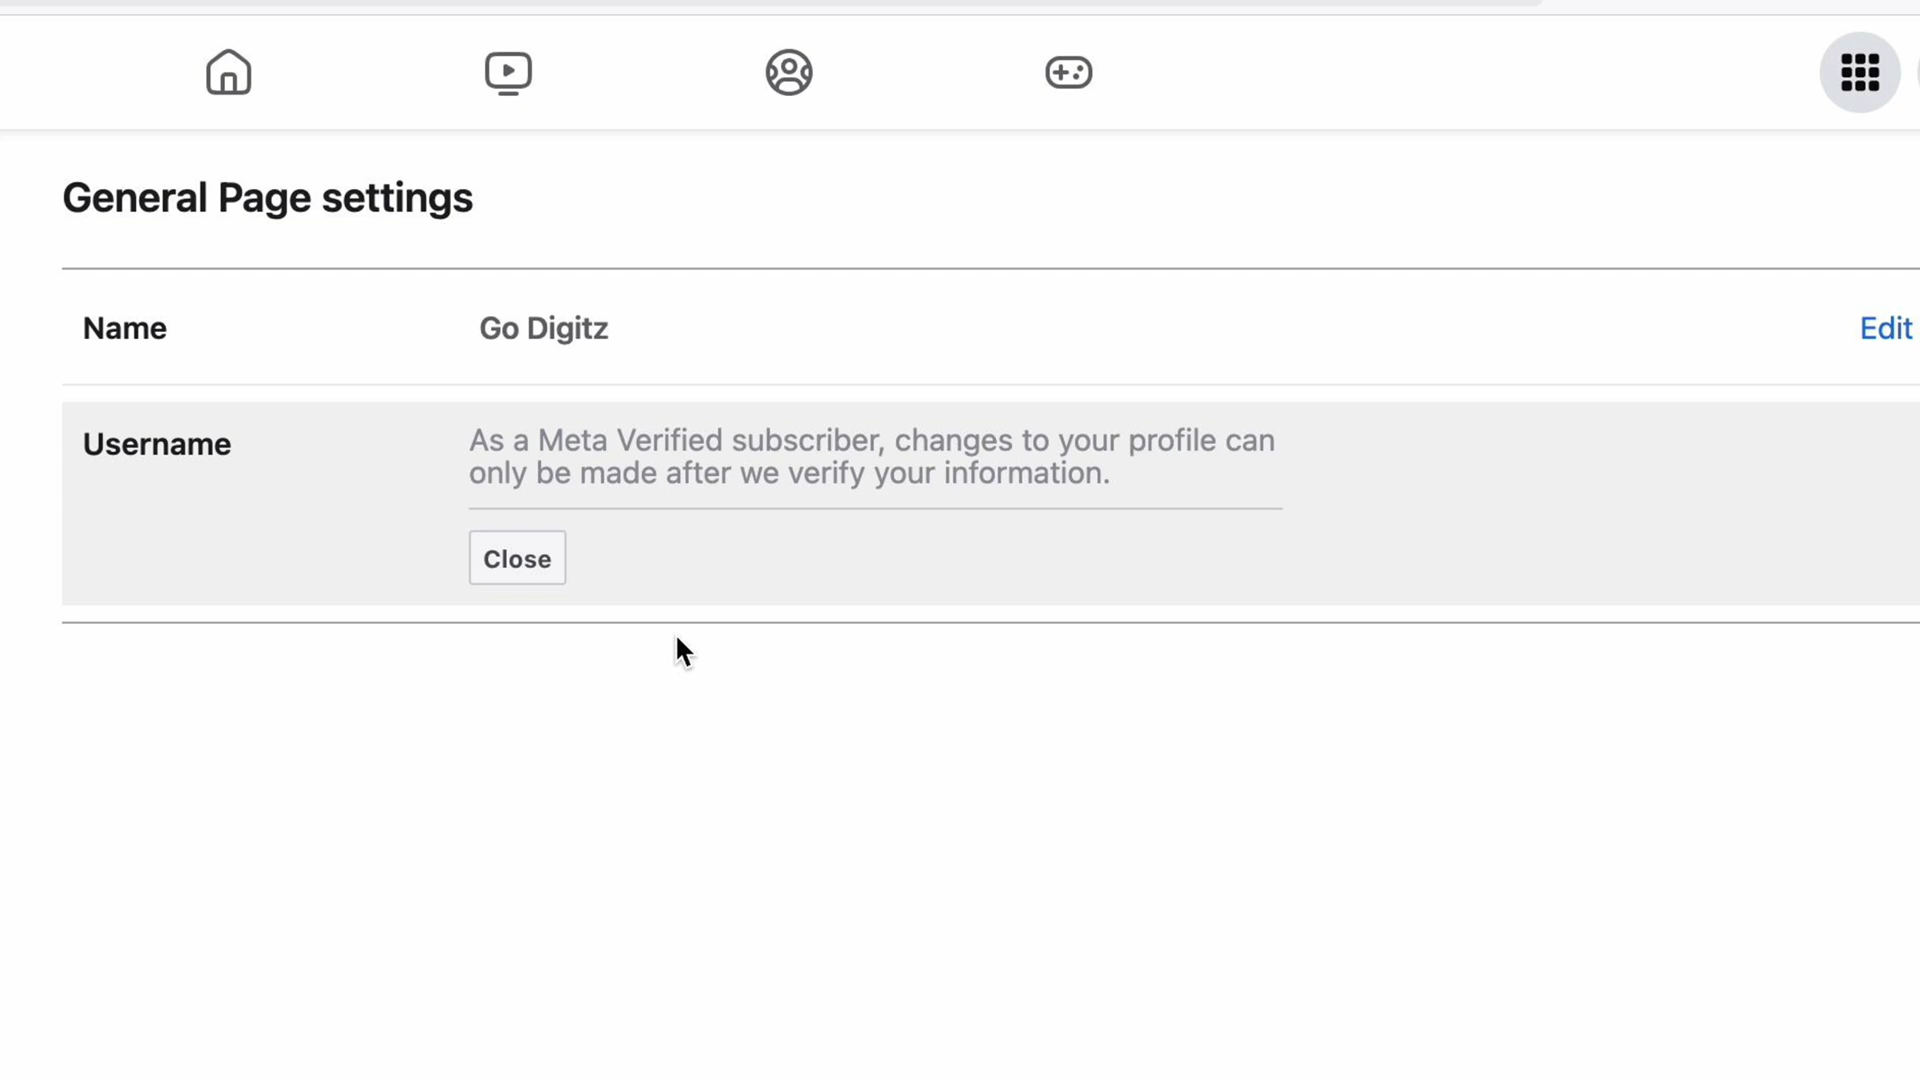 General Page settings
Name
Go Digitz
Edit
Username
As a Meta Verified subscriber, changes to your profile can
only be made after we verify your information.
Close